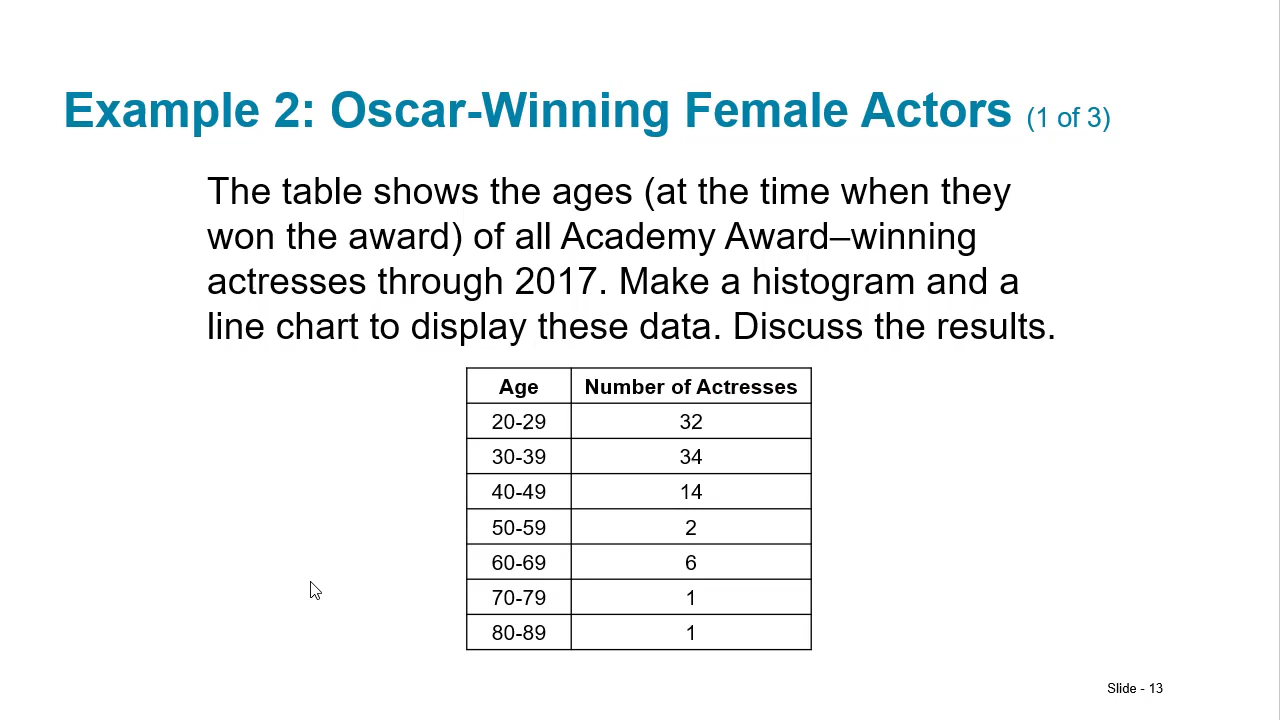 Example 2: Oscar-Winning Female Actors (1 of 3)
The table shows the ages (at the time when they
won the award) of all Academy Award–winning
actresses through 2017. Make a histogram and a
line chart to display these data. Discuss the results.
Age Number of Actresses
20-29 32
30-39 34
40-49 14
50-59 2
60-69 6
70-79 1
80-89 1
Slide - 13